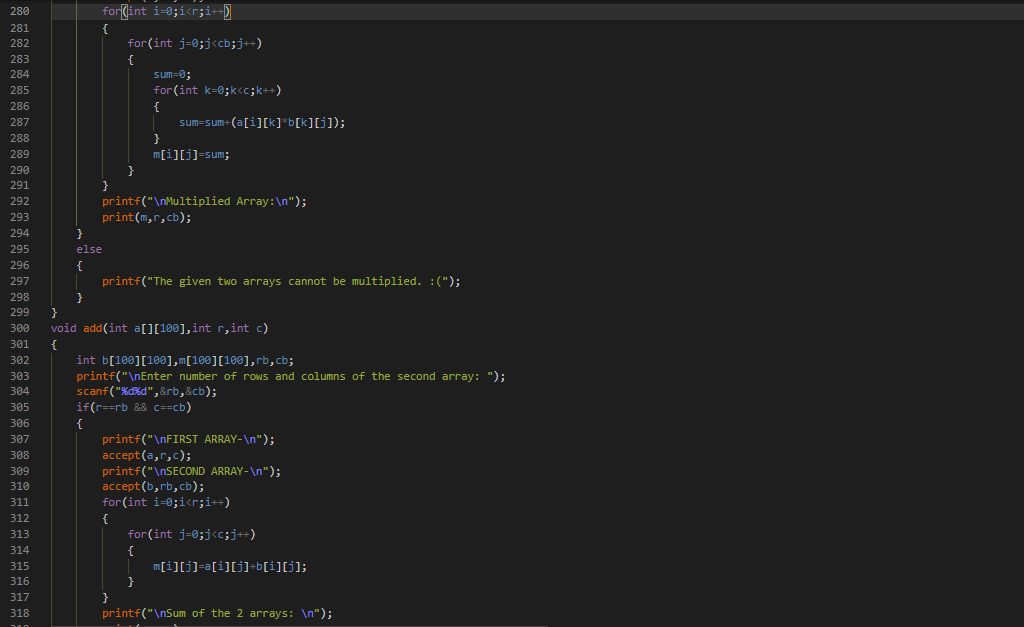 280 for(int i=0;i<r;i++)
281 {
282 for(int j=0;j<cb;j++)
283 {
284 sum=0;
285 for(int k=0;k<c;k++)
286 {
287 sum=sum+(a[i][k]*b[k][j]);
288 }
289 m[i][j]=sum;
290 }
291 }
292 printf("\nMultiplied Array:\n");
293 print(m,r,cb);
294 }
295 else
296 {
297 printf("The given two arrays cannot be multiplied. :(");
298 }
299 }
300 void add(int a[][100],int r,int c)
301 {
302 int b[100][100],m[100][100],rb,cb;
303 printf("\nEnter number of rows and columns of the second array: ");
304 scanf("%d%d",&rb,&cb);
305 if(r==rb && c==cb)
306 {
307 printf("\nFIRST ARRAY-\n");
308 accept(a,r,c);
309 printf("\nSECOND ARRAY-\n");
310 accept(b,rb,cb);
311 for(int i=0;i<r;i++)
312 {
313 for(int j=0;j<c;j++)
314 {
315 m[i][j]=a[i][j]+b[i][j];
316 }
317 }
318 printf("\nSum of the 2 arrays: \n");